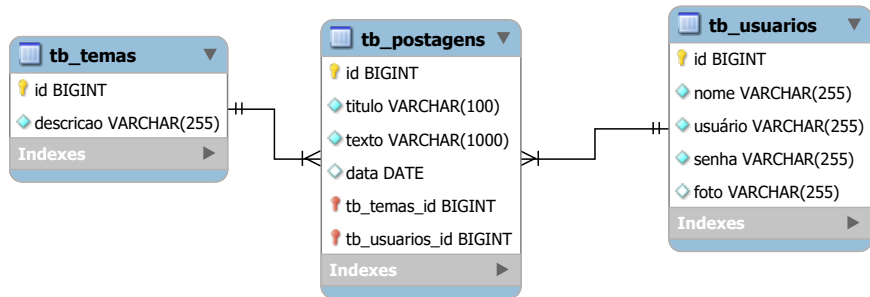 tb_temas
id BIGINT
descricao VARCHAR(255)
Indexes
tb_postagens
id BIGINT
titulo VARCHAR(100)
texto VARCHAR(1000)
data DATE
tb_temas_id BIGINT
tb_usuarios_id BIGINT
Indexes
tb_usuarios
id BIGINT
nome VARCHAR(255)
usuário VARCHAR(255)
senha VARCHAR(255)
foto VARCHAR(255)
Indexes